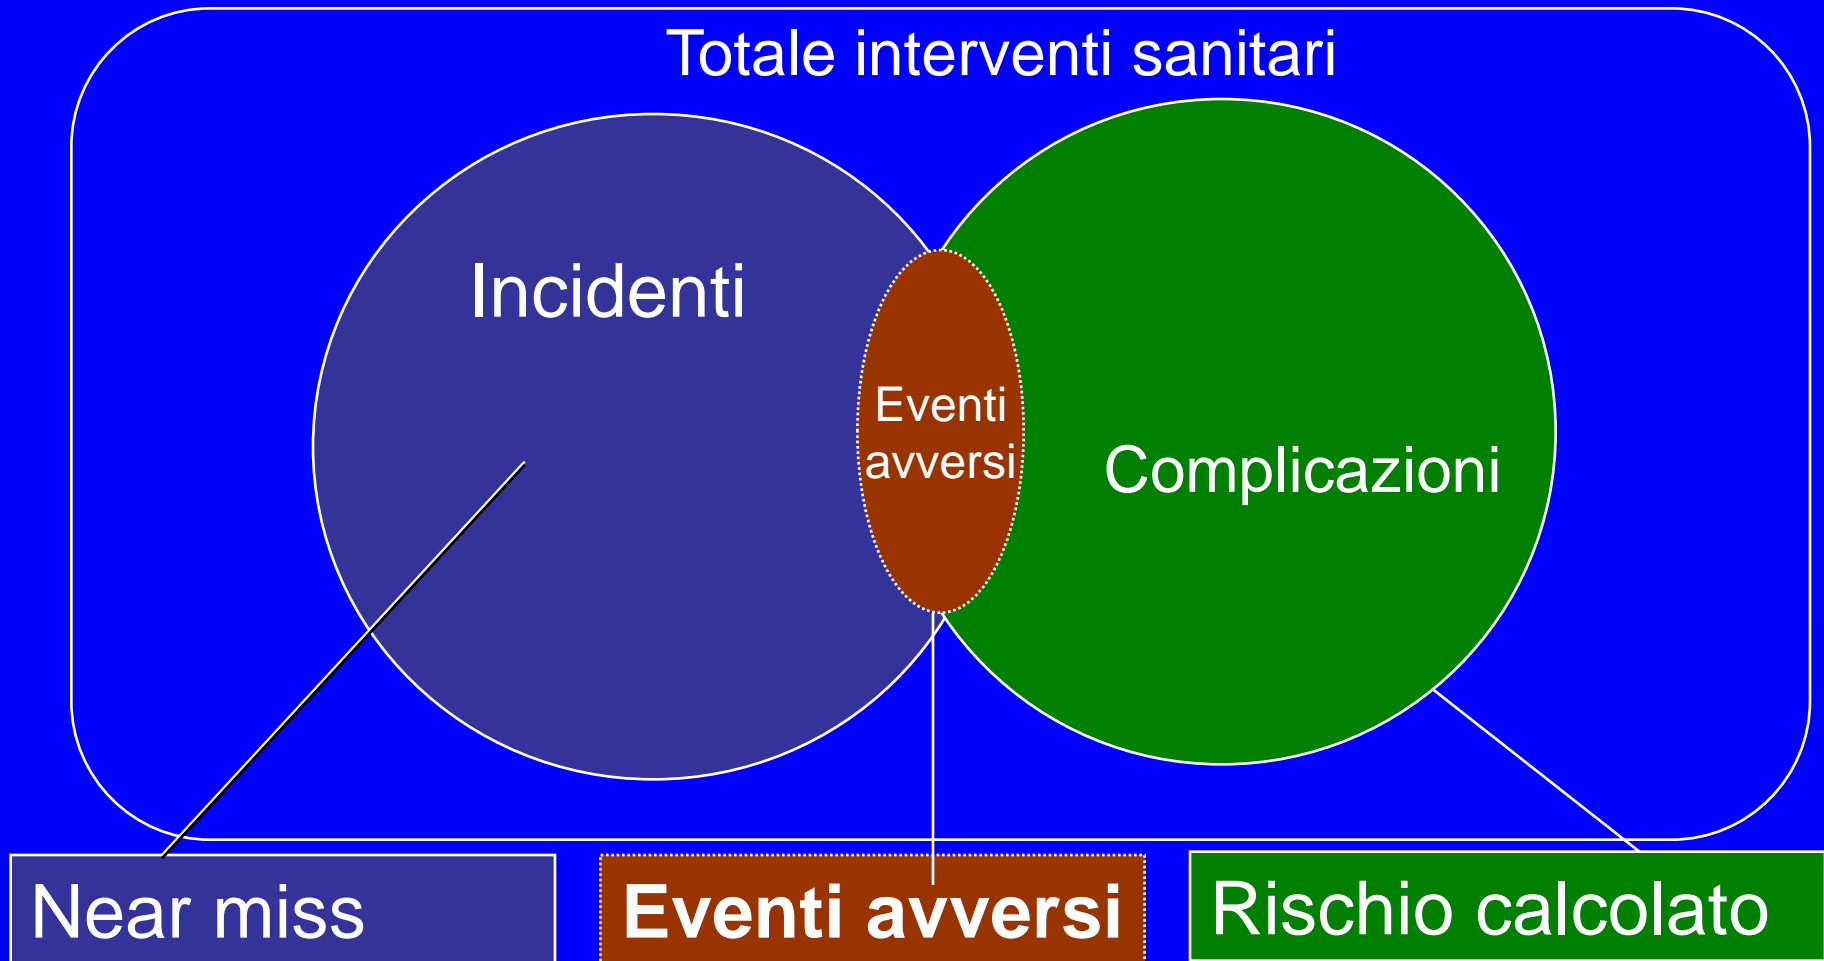 Totale interventi sanitari
Incidenti
Eventi
avversi
Complicazioni
Near miss
Eventi avversi
Rischio calcolato